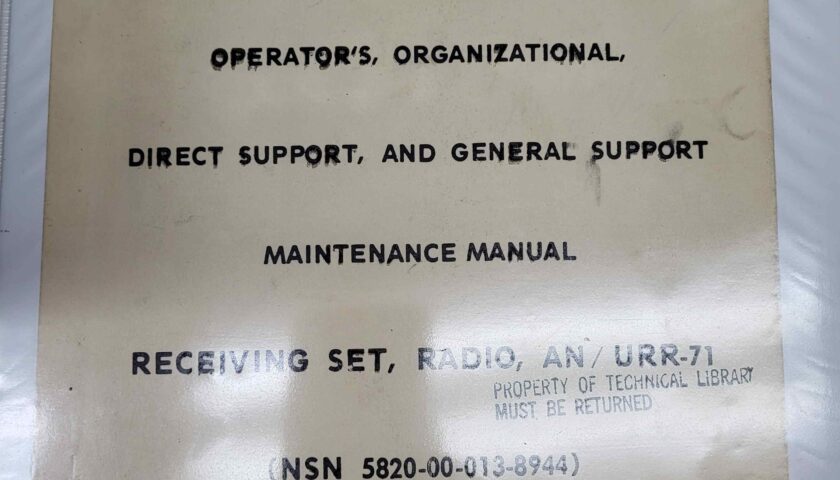 OPERATOR'S, ORGANIZATIONAL,
DIRECT SUPPORT, AND GENERAL SUPPORT
MAINTENANCE MANUAL
RECEIVING SET, RADIO, AN/URR-71
PROPERTY OF TECHNICAL LIBRARY
MUST BE RETURNED
(NSN 5820-00-013-8944)